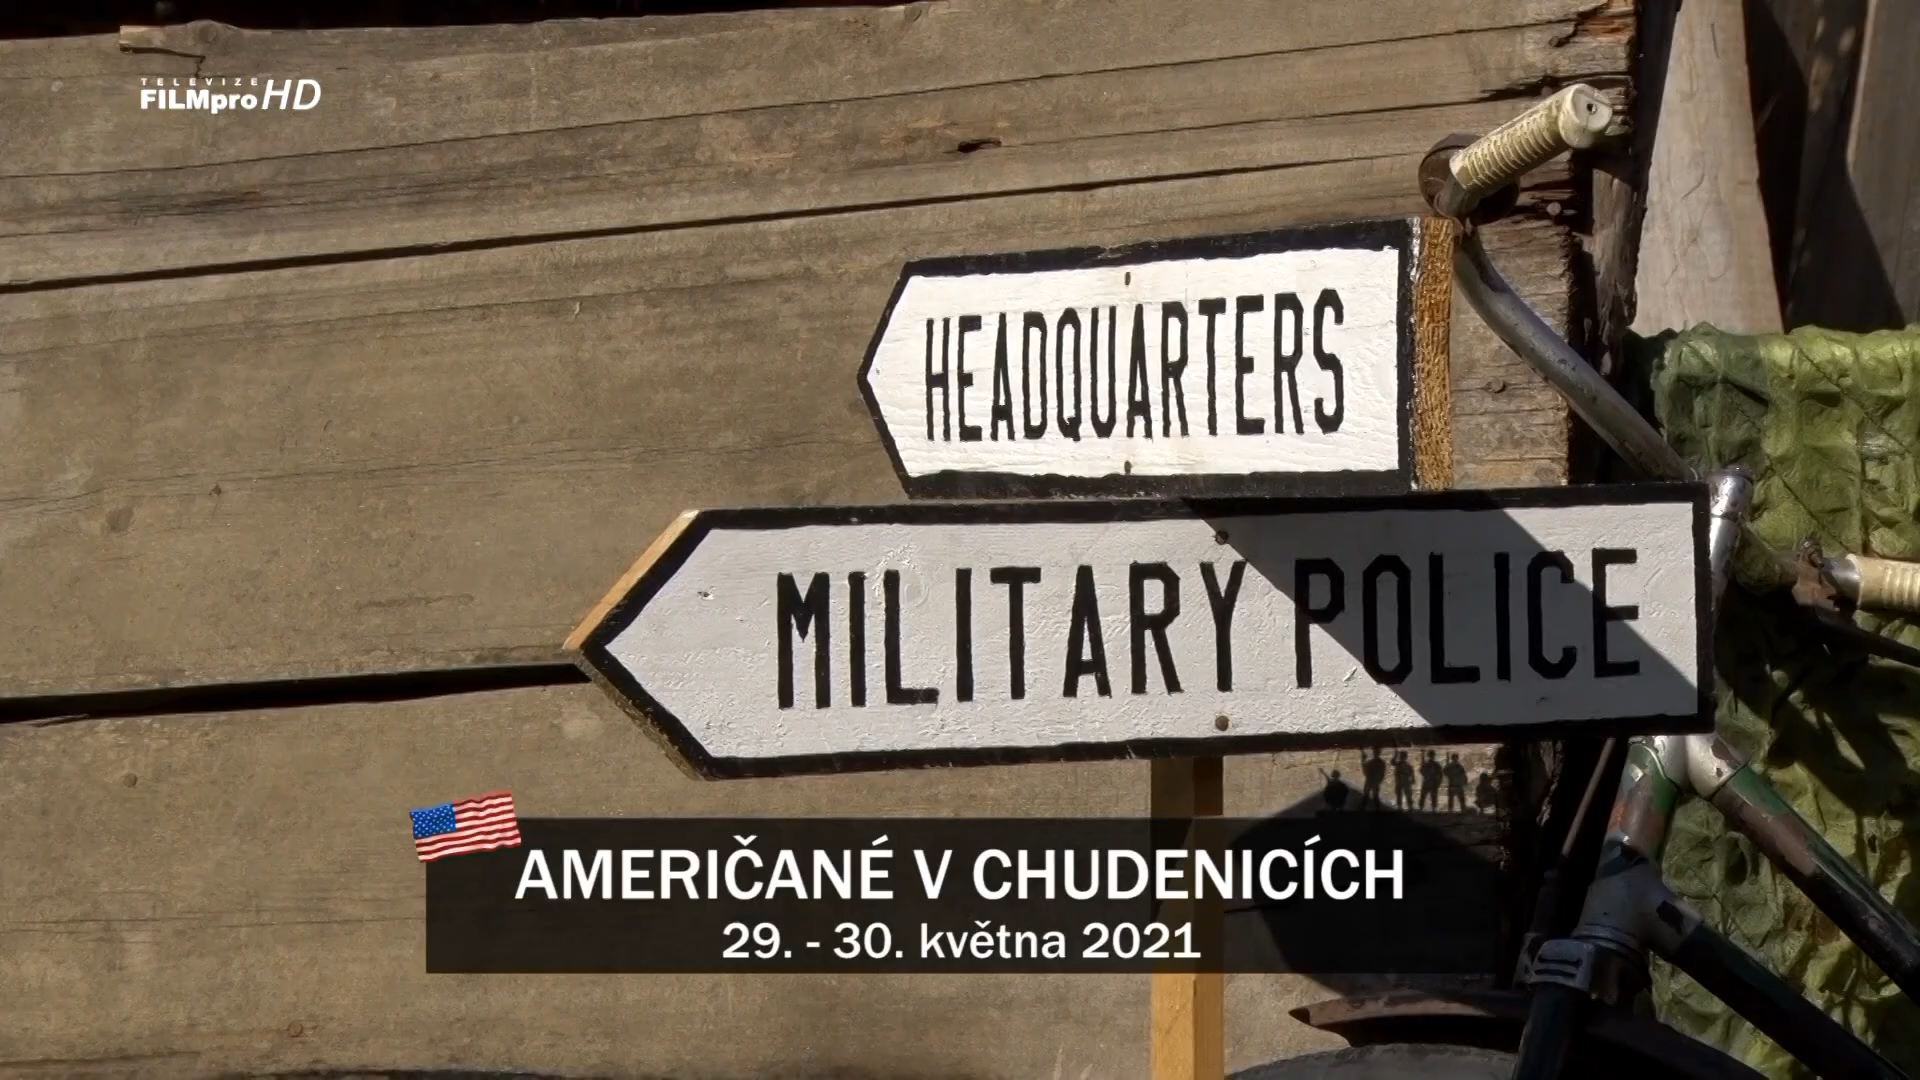 TELEVIZE
FILMpro HD
HEADQUARTERS
MILITARY POLICE
AMERIČANÉ V CHUDENICÍCH
29. - 30. května 2021